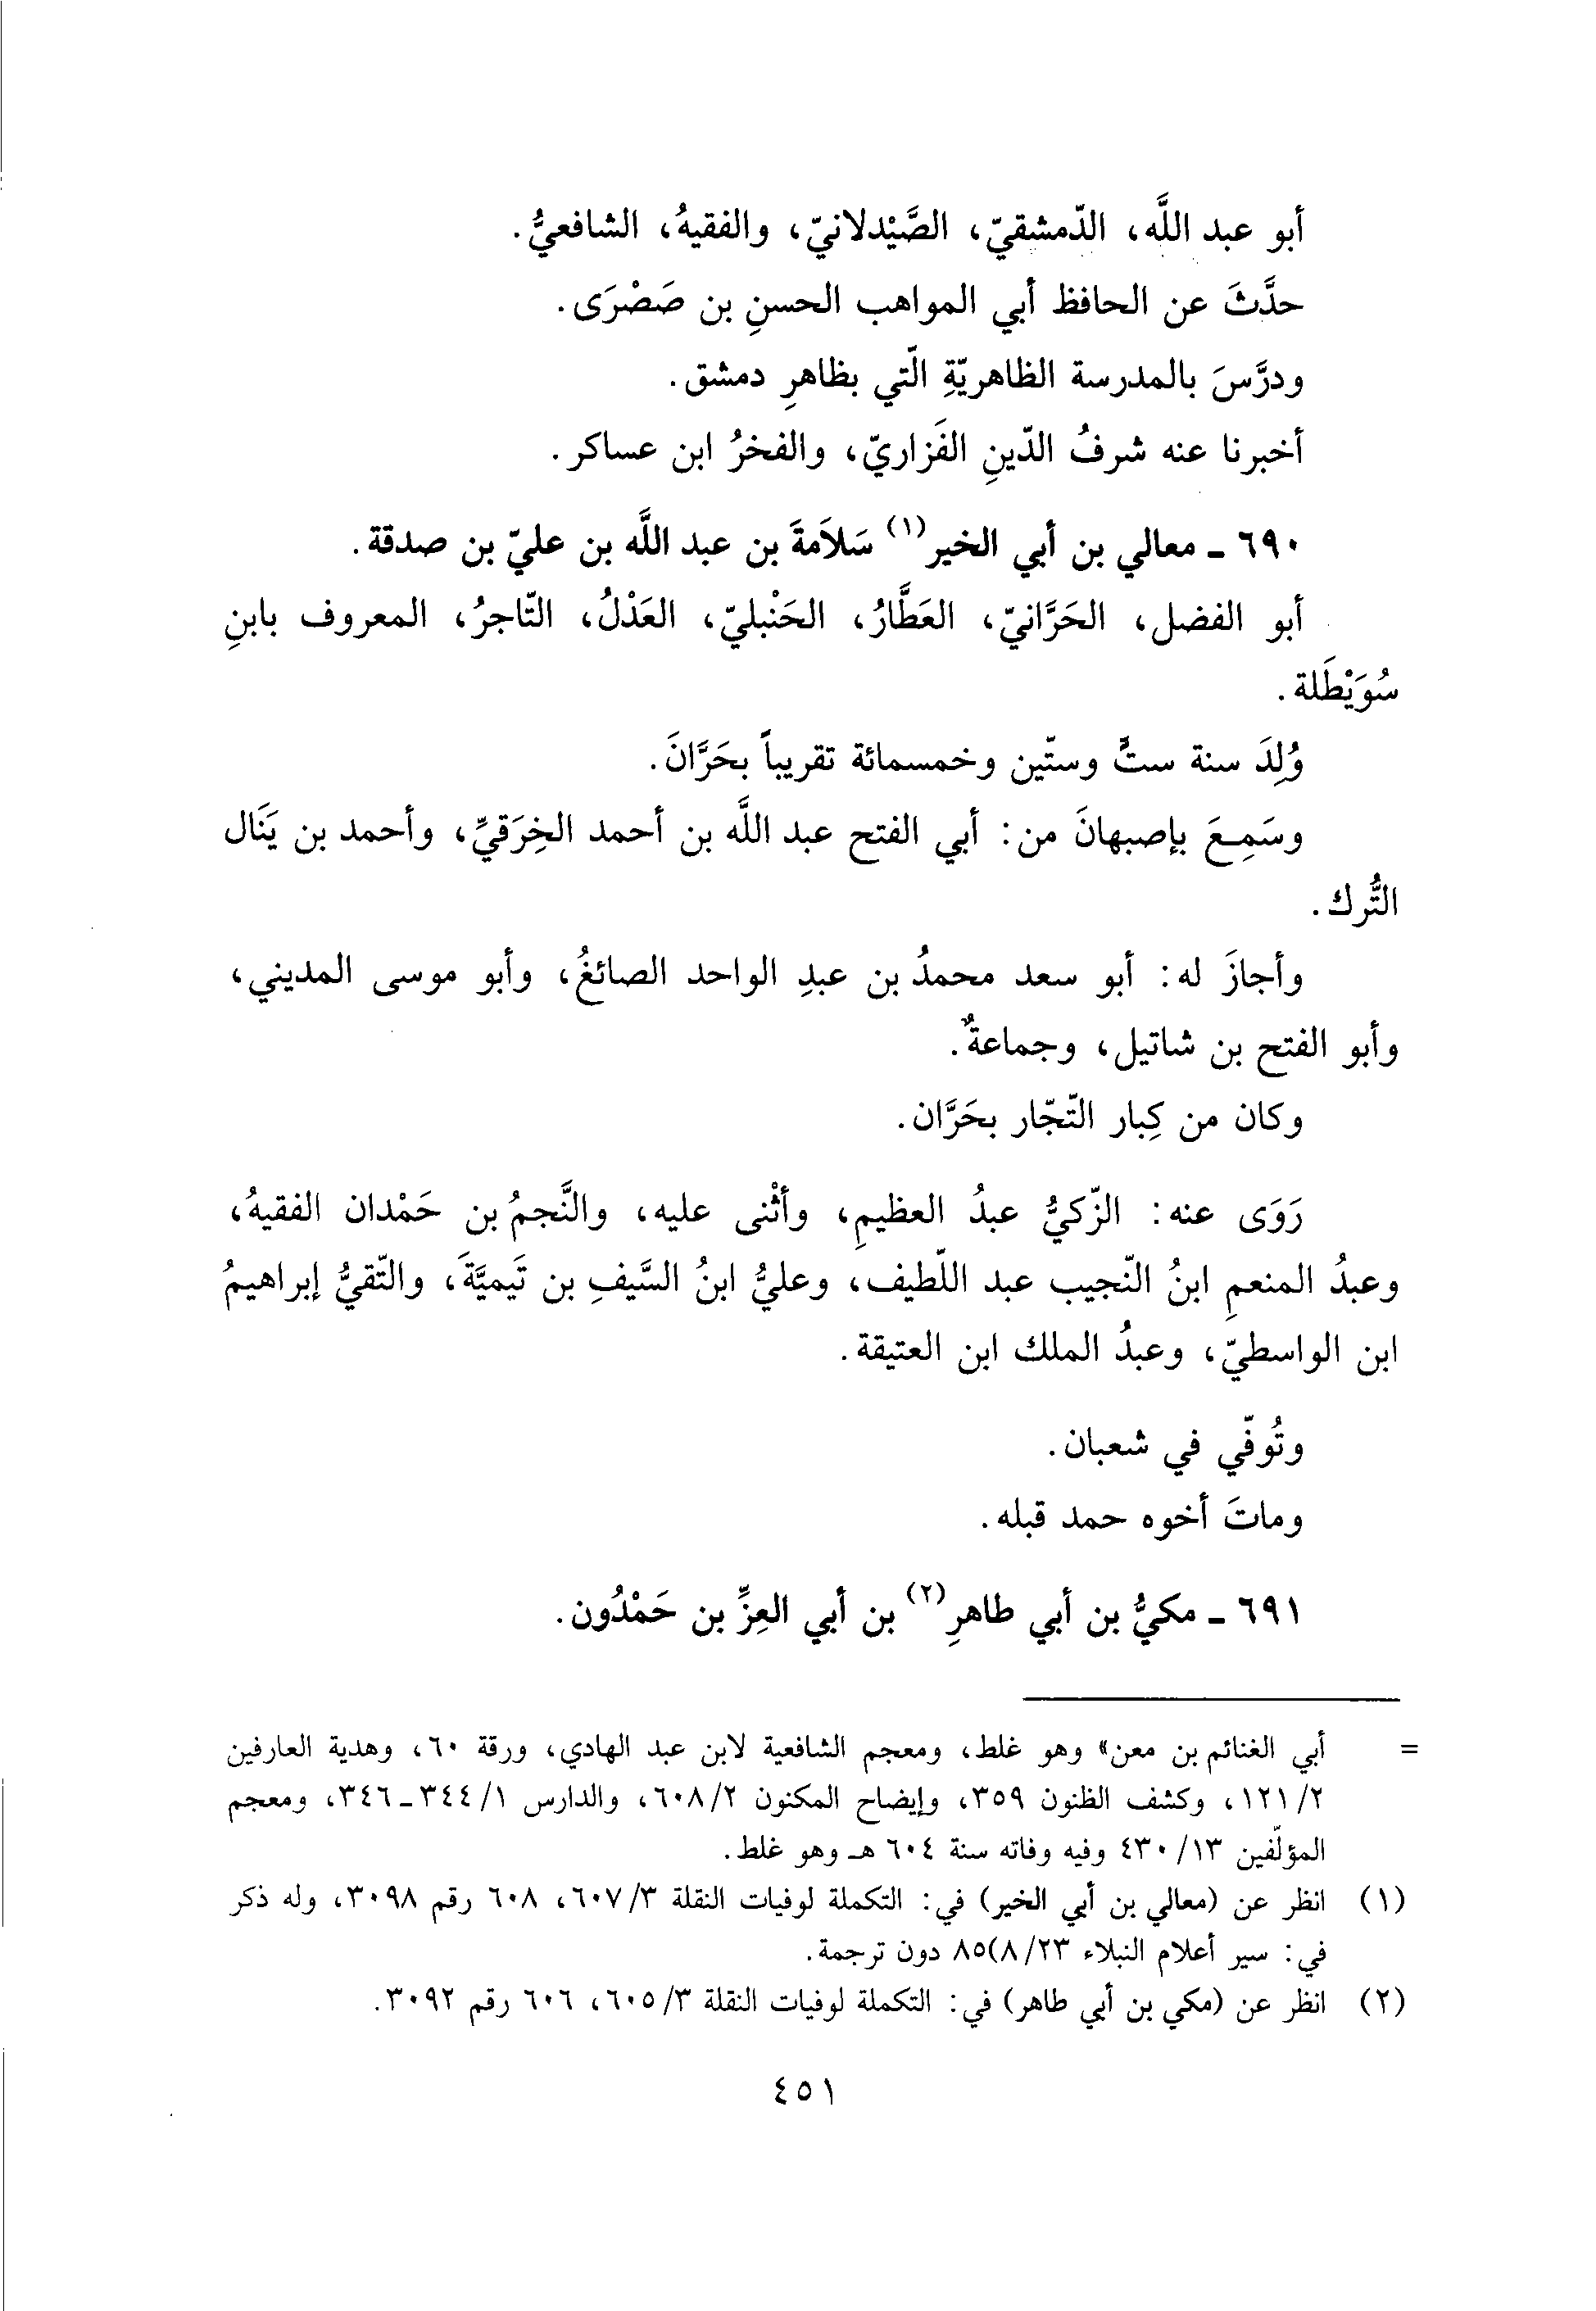 أبو عبد اللَّه، الدّمشقيّ، الصَّيْدلانيّ، والفقيهُ، الشافعيُّ.
حدَّثَ عن الحافظ أبي المواهب الحسنِ بن صَصْرَى.
ودرَّسَ بالمدرسة الظاهريّةِ الّتي بظاهرِ دمشق.
أخبرنا عنه شرفُ الدّينِ الفَزاريّ، والفخرُ ابن عساكر.
٦٩٠ - معالي بن أبي الخير(١) سَلاَمةَ بن عبد اللَّه بن عليّ بن صدقة.
أبو الفضل، الحَرَّانيّ، العَطَّارُ، الحَنْبليّ، العَدْلُ، التّاجرُ، المعروف بابنِ
سُوَيْطَلة.
وُلِدَ سنة ستٍّ وستّين وخمسمائة تقريباً بحَرَّانَ.
وسَمِعَ بإصبهانَ من: أبي الفتح عبد اللَّه بن أحمد الخِرَقيِّ، وأحمد بن يَنَال
التُّرك.
وأجازَ له: أبو سعد محمدُ بن عبدِ الواحد الصائغُ، وأبو موسى المديني،
وأبو الفتح بن شاتيل، وجماعةٌ.
وكان من كِبار التّجّار بحَرَّان.
رَوَى عنه: الزّكيُّ عبدُ العظيمِ، وأثْنى عليه، والنَّجمُ بن حَمْدان الفقيهُ،
وعبدُ المنعمِ ابنُ النّجيب عبد اللّطيف، وعليُّ ابنُ السَّيفِ بن تَيميَّةَ، والتّقيُّ إبراهيمُ
ابن الواسطيّ، وعبدُ الملك ابن العتيقة.
وتُوفّي في شعبان.
وماتَ أخوه حمد قبله.
٦٩١ - مكيُّ بن أبي طاهرِ(٢) بن أبي العِزِّ بن حَمْدُون.
= أبي الغنائم بن معن» وهو غلط، ومعجم الشافعية لابن عبد الهادي، ورقة ٦٠، وهدية العارفين
٢/ ١٢١، وكشف الظنون ٣٥٩، وإيضاح المكنون ٢/ ٦٠٨، والدارس ١/ ٣٤٤ - ٣٤٦، ومعجم
المؤلّفين ١٣/ ٤٣٠ وفيه وفاته سنة ٦٠٤ هـ وهو غلط.
(١) انظر عن (معالي بن أبي الخير) في: التكملة لوفيات النقلة ٣/ ٦٠٧، ٦٠٨ رقم ٣٠٩٨، وله ذكر
في: سير أعلام النبلاء ٢٣/ ٨)٨٥ دون ترجمة.
(٢) انظر عن (مكي بن أبي طاهر) في: التكملة لوفيات النقلة ٣/ ٦٠٥، ٦٠٦ رقم ٣٠٩٢.
٤٥١